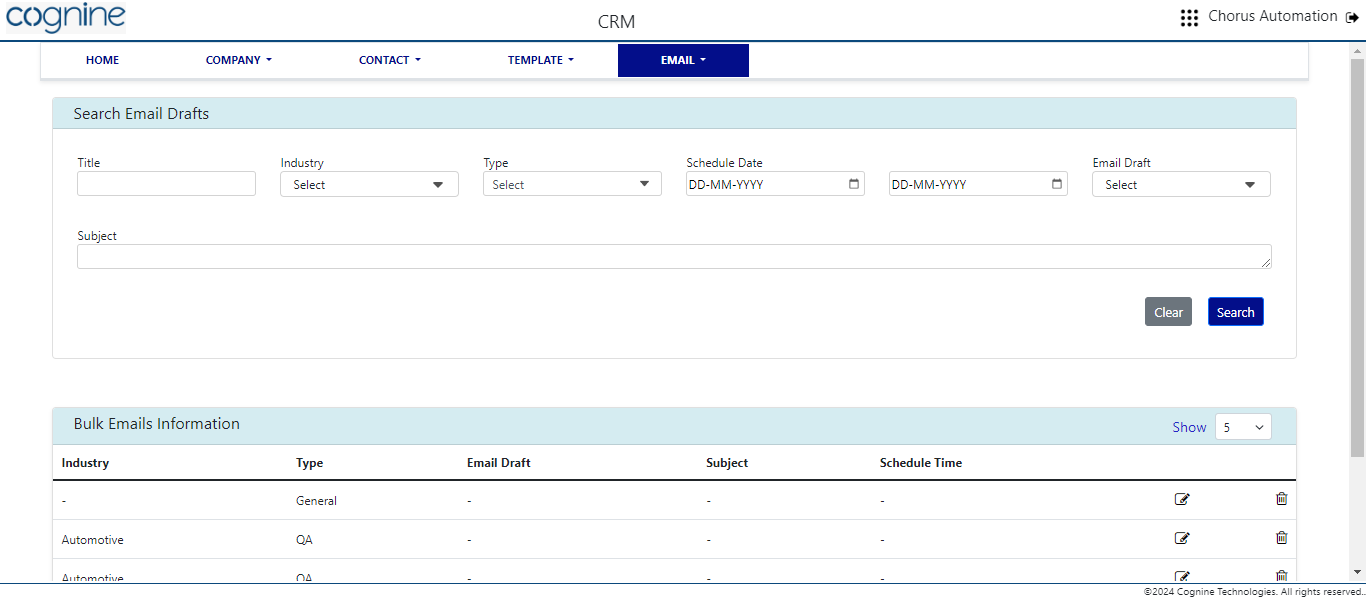 cognine
CRM
Chorus Automation
HOME COMPANY CONTACT TEMPLATE EMAIL
Search Email Drafts
Title Industry Type Schedule Date Email Draft
Select Select DD-MM-YYYY DD-MM-YYYY Select
Subject
Clear Search
Bulk Emails Information Show 5
Industry Type Email Draft Subject Schedule Time
- General - - -
Automotive QA - - -
Automotive QA - - -
©2024 Cognine Technologies. All rights reserved..